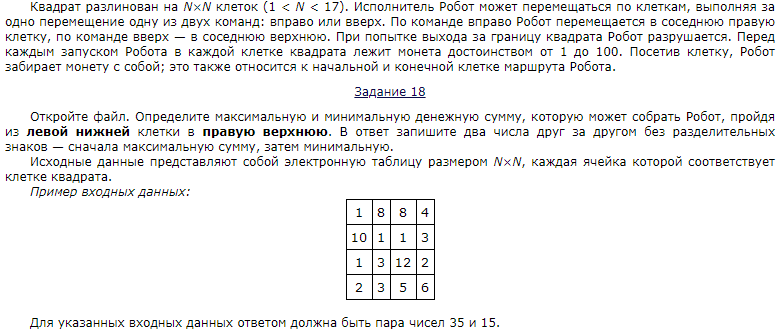 Квадрат разлинован на N×N клеток (1 < N < 17). Исполнитель Робот может перемещаться по клеткам, выполняя за
одно перемещение одну из двух команд: вправо или вверх. По команде вправо Робот перемещается в соседнюю правую
клетку, по команде вверх — в соседнюю верхнюю. При попытке выхода за границу квадрата Робот разрушается. Перед
каждым запуском Робота в каждой клетке квадрата лежит монета достоинством от 1 до 100. Посетив клетку, Робот
забирает монету с собой; это также относится к начальной и конечной клетке маршрута Робота.
Задание 18
Откройте файл. Определите максимальную и минимальную денежную сумму, которую может собрать Робот, пройдя
из левой нижней клетки в правую верхнюю. В ответ запишите два числа друг за другом без разделительных
знаков — сначала максимальную сумму, затем минимальную.
Исходные данные представляют собой электронную таблицу размером N×N, каждая ячейка которой соответствует
клетке квадрата.
Пример входных данных:
1 8 8 4
10 1 1 3
1 3 12 2
2 3 5 6
Для указанных входных данных ответом должна быть пара чисел 35 и 15.